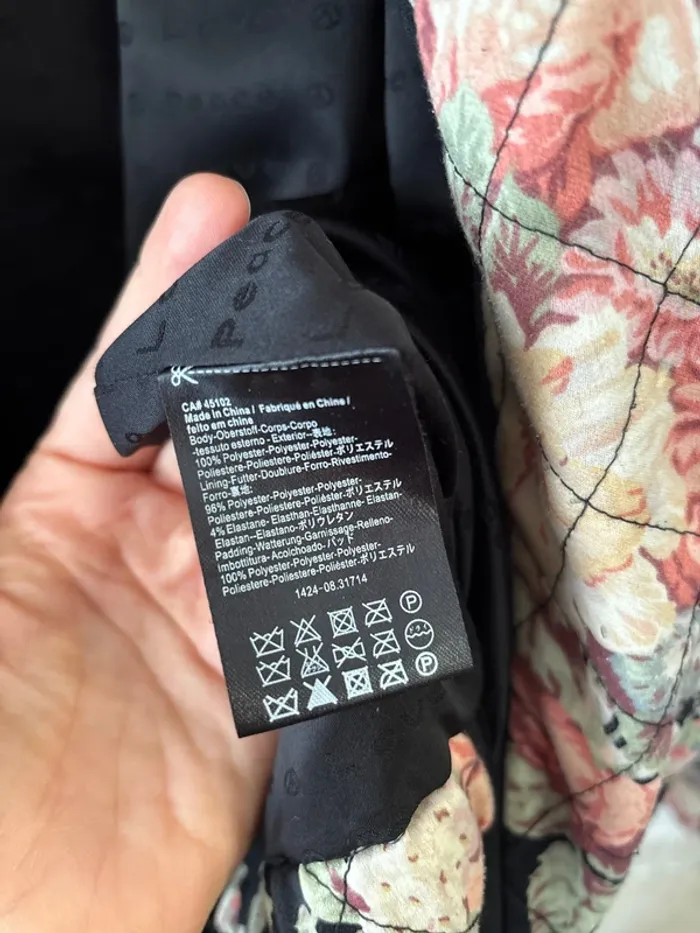 Peac
CA# 45102
Made in China / Fabriqué en Chine /
feito em chine
Body-Oberstoff-Corps-Corpo
-tessuto esterno - Exterior-表地:
100% Polyester-Polyester-Polyester-
Poliestere-Poliestere-Poliéster-ポリエステル
Lining-Futter-Doublure-Forro-Rivestimento-
Forro-裏地:
96% Polyester-Polyester-Polyester-
Poliestere-Poliestere-Poliéster-ポリエステル
4% Elastane- Elasthan-Elasthanne- Elastan-
Elastan--Elastano-ポリウレタン
Padding-Watterung-Garnissage-Relleno-
Imbottitura-Acoichoado. パッド
100% Polyester-Polyester-Polyester-
Poliestere-Poliestere-Poliéster-ポリエステル
1424-08.31714
P
P